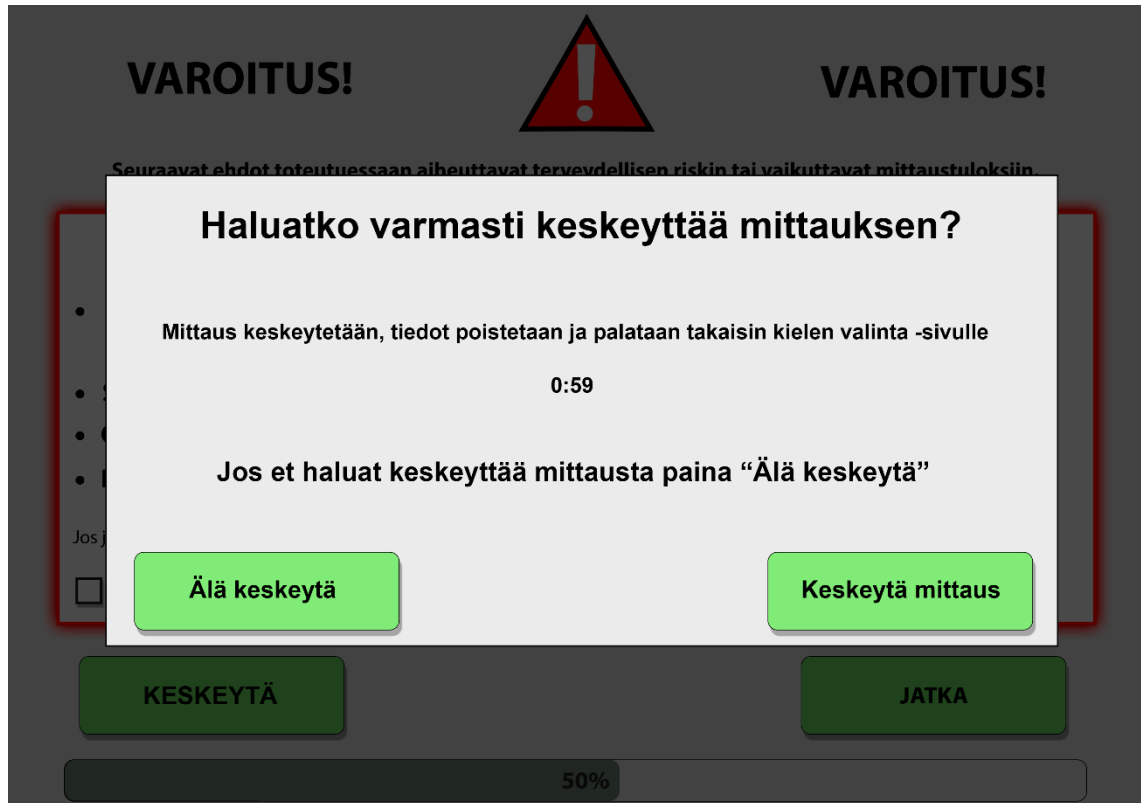 VAROITUS! VAROITUS!
Seuraavat ehdot toteutuessaan aiheuttavat terveydellisen riskin tai vaikuttavat mittaustuloksiin.
Haluatko varmasti keskeyttää mittauksen?
Mittaus keskeytetään, tiedot poistetaan ja palataan takaisin kielen valinta -sivulle
0:59
Jos et haluat keskeyttää mittausta paina “Älä keskeytä”
Jos
Älä keskeytä Keskeytä mittaus
KESKEYTÄ JATKA
50%